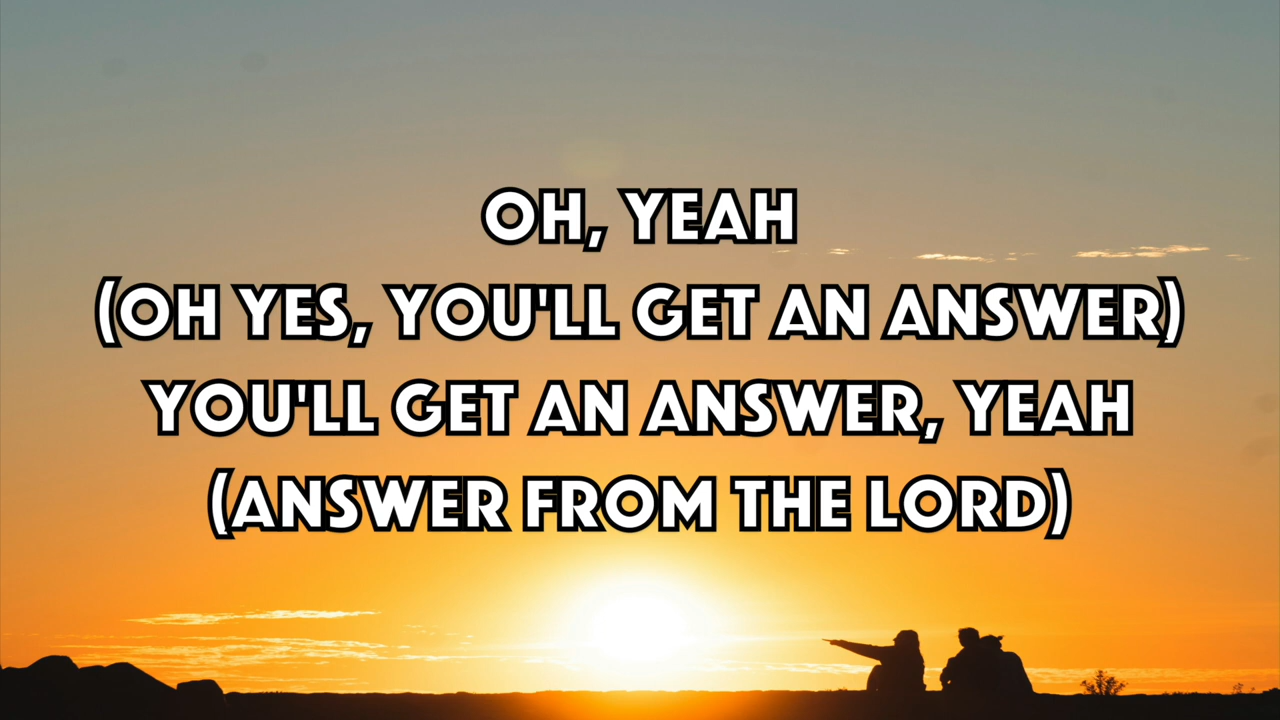 OH, YEAH
(OH YES, YOU'LL GET AN ANSWER)
YOU'LL GET AN ANSWER, YEAH
(ANSWER FROM THE LORD)